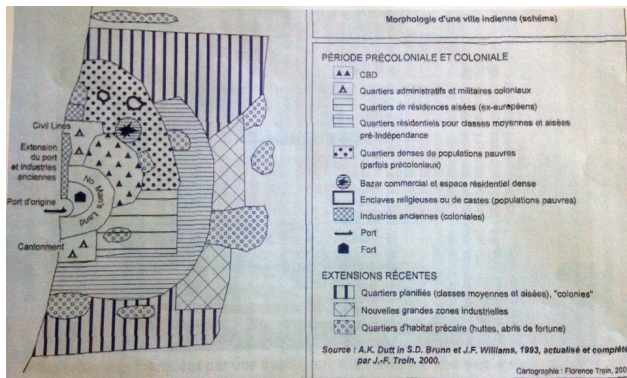 Morphologie d'une ville indienne (schéma)
Civil Lines
Extension
du port
et industries
anciennes
No Man's Land
Port d'origine
Cantonment
PÉRIODE PRÉCOLONIALE ET COLONIALE
CBD
Quartiers administratifs et militaires coloniaux
Quartiers de résidences aisées (ex-européens)
Quartiers résidentiels pour classes moyennes et aisées
pré-Indépendance
Quartiers denses de populations pauvres
(parfois précoloniaux)
Bazar commercial et espace résidentiel dense
Enclaves religieuses ou de castes (populations pauvres)
Industries anciennes (coloniales)
Port
Fort
EXTENSIONS RÉCENTES
Quartiers planifiés (classes moyennes et aisées), "colonies"
Nouvelles grandes zones industrielles
Quartiers d'habitat précaire (huttes, abris de fortune)
Source : A.K. Dutt in S.D. Brunn et J.F. Williams, 1993, actualisé et complété
par J.-F. Troin, 2000.
Cartographie : Florence Troin, 200